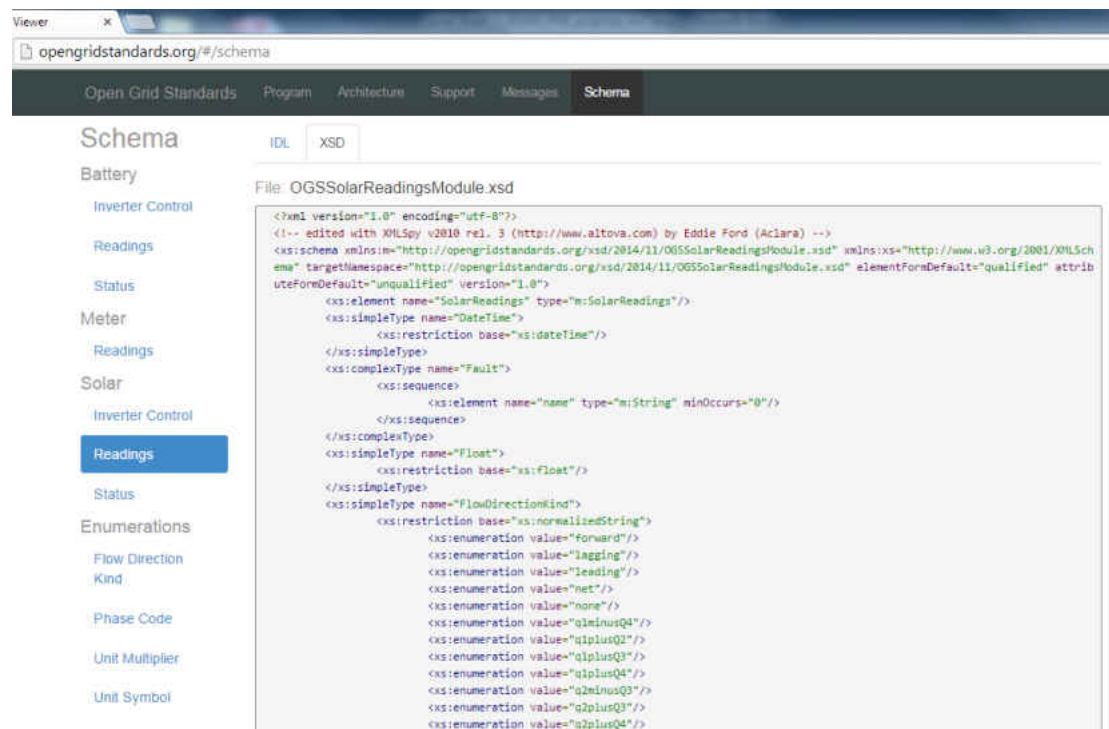 Viewer ×
opengridstandards.org/#/schema
Open Grid Standards Program Architecture Support Messages Schema
Schema
Battery
Inverter Control
Readings
Status
Meter
Readings
Solar
Inverter Control
Readings
Status
Enumerations
Flow Direction
Kind
Phase Code
Unit Multiplier
Unit Symbol
IDL XSD
File: OGSSolarReadingsModule.xsd
<?xml version="1.0" encoding="utf-8"?>
<!-- edited with XMLSpy v2010 rel. 3 (http://www.altova.com) by Eddie Ford (Aclara) -->
<xs:schema xmlns:m="http://opengridstandards.org/xsd/2014/11/OGSSolarReadingsModule.xsd" xmlns:xs="http://www.w3.org/2001/XMLSch
ema" targetNamespace="http://opengridstandards.org/xsd/2014/11/OGSSolarReadingsModule.xsd" elementFormDefault="qualified" attrib
uteFormDefault="unqualified" version="1.0">
<xs:element name="SolarReadings" type="m:SolarReadings"/>
<xs:simpleType name="DateTime">
<xs:restriction base="xs:dateTime"/>
</xs:simpleType>
<xs:complexType name="Fault">
<xs:sequence>
<xs:element name="name" type="m:String" minOccurs="0"/>
</xs:sequence>
</xs:complexType>
<xs:simpleType name="Float">
<xs:restriction base="xs:float"/>
</xs:simpleType>
<xs:simpleType name="FlowDirectionKind">
<xs:restriction base="xs:normalizedString">
<xs:enumeration value="forward"/>
<xs:enumeration value="lagging"/>
<xs:enumeration value="leading"/>
<xs:enumeration value="net"/>
<xs:enumeration value="none"/>
<xs:enumeration value="q1minusQ4"/>
<xs:enumeration value="q1plusQ2"/>
<xs:enumeration value="q1plusQ3"/>
<xs:enumeration value="q1plusQ4"/>
<xs:enumeration value="q2minusQ3"/>
<xs:enumeration value="q2plusQ3"/>
<xs:enumeration value="q2plusQ4"/>